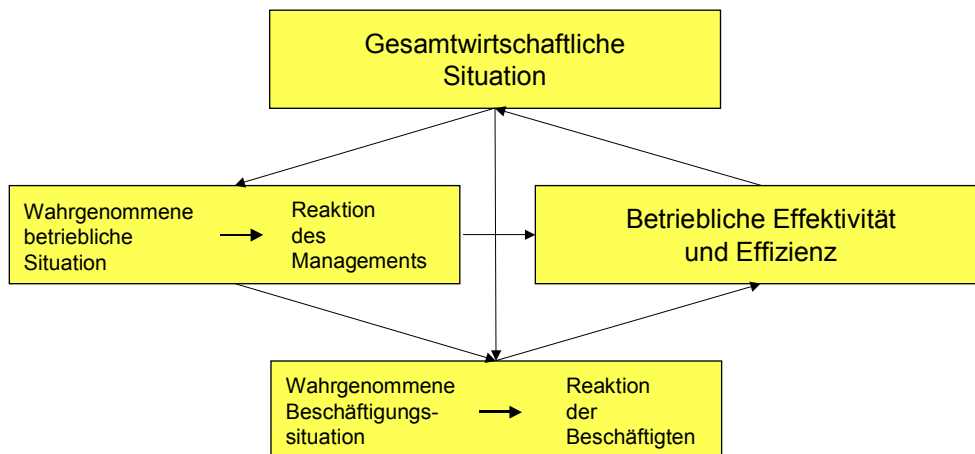 Gesamtwirtschaftliche
Situation
Wahrgenommene
betriebliche
Situation
Reaktion
des
Managements
Betriebliche Effektivität
und Effizienz
Wahrgenommene
Beschäftigungs-
situation
Reaktion
der
Beschäftigten